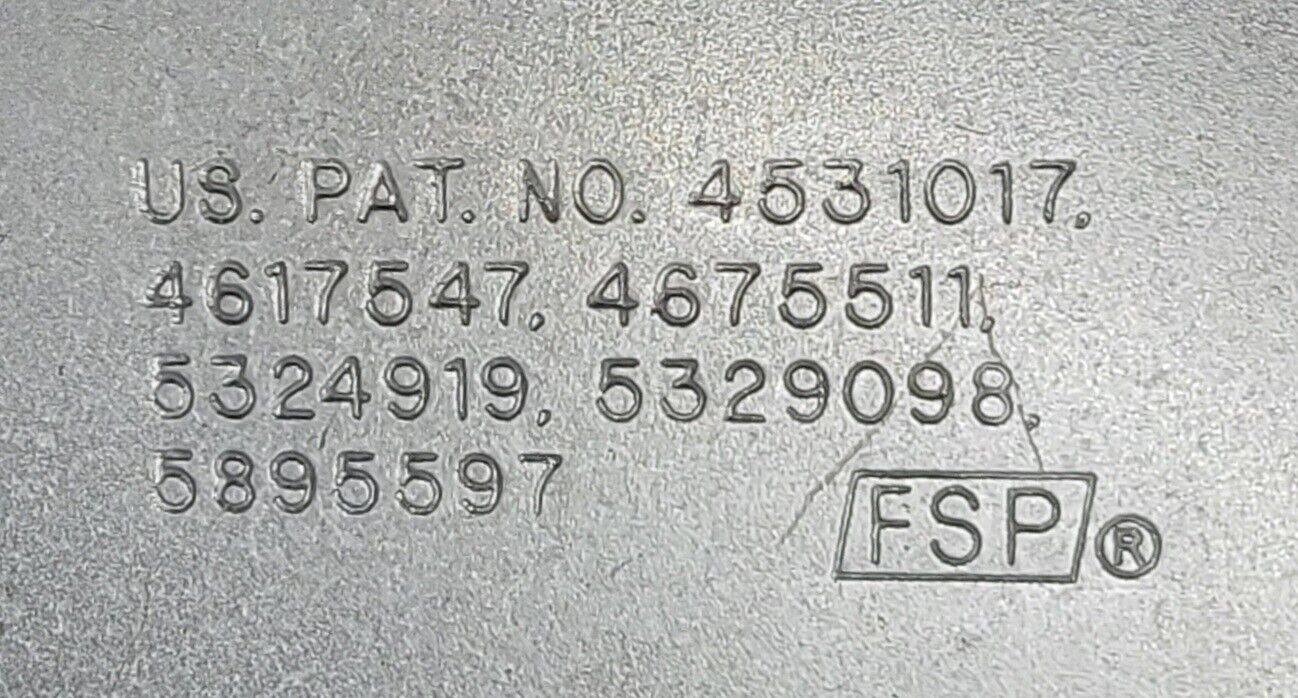 US. PAT. NO. 4531017,
4617547, 4675511,
5324919, 5329098,
5895597
FSP®